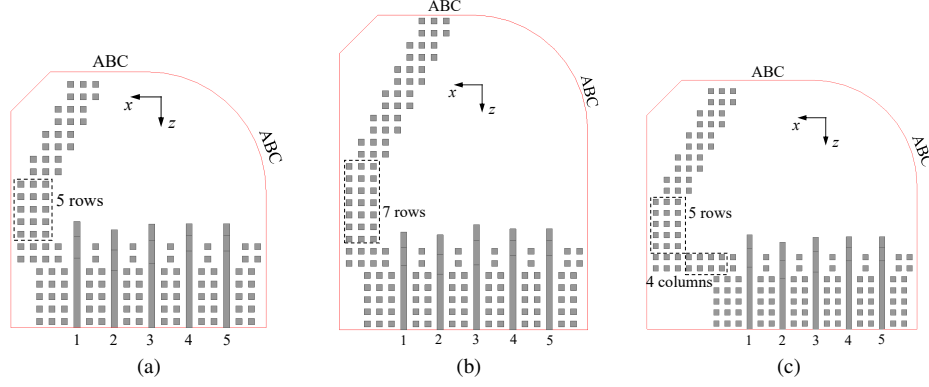 ABC
x
z
ABC
5 rows
1 2 3 4 5
(a)
ABC
x
z
ABC
7 rows
1 2 3 4 5
(b)
ABC
x
z
ABC
5 rows
4 columns
1 2 3 4 5
(c)